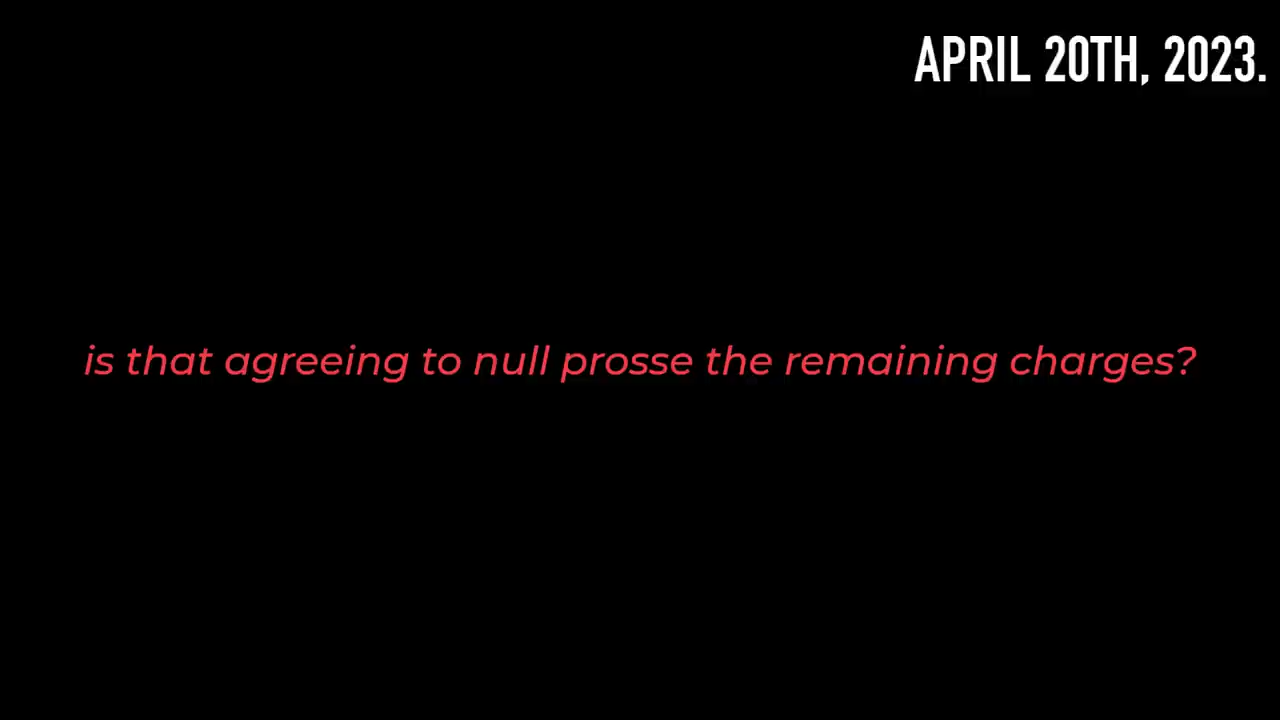 APRIL 20TH, 2023.
is that agreeing to null prosse the remaining charges?